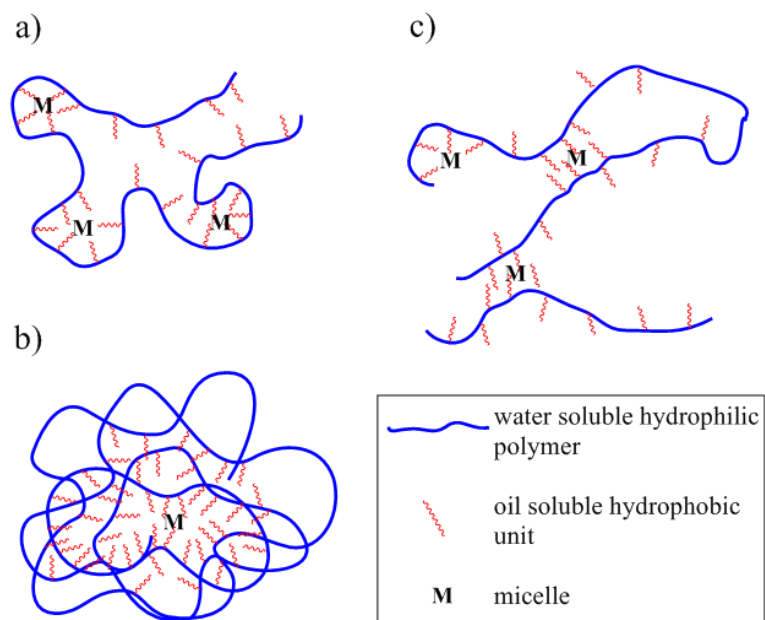 a)
M
M
M
b)
M
c)
M
M
M
water soluble hydrophilic
polymer
oil soluble hydrophobic
unit
M
micelle